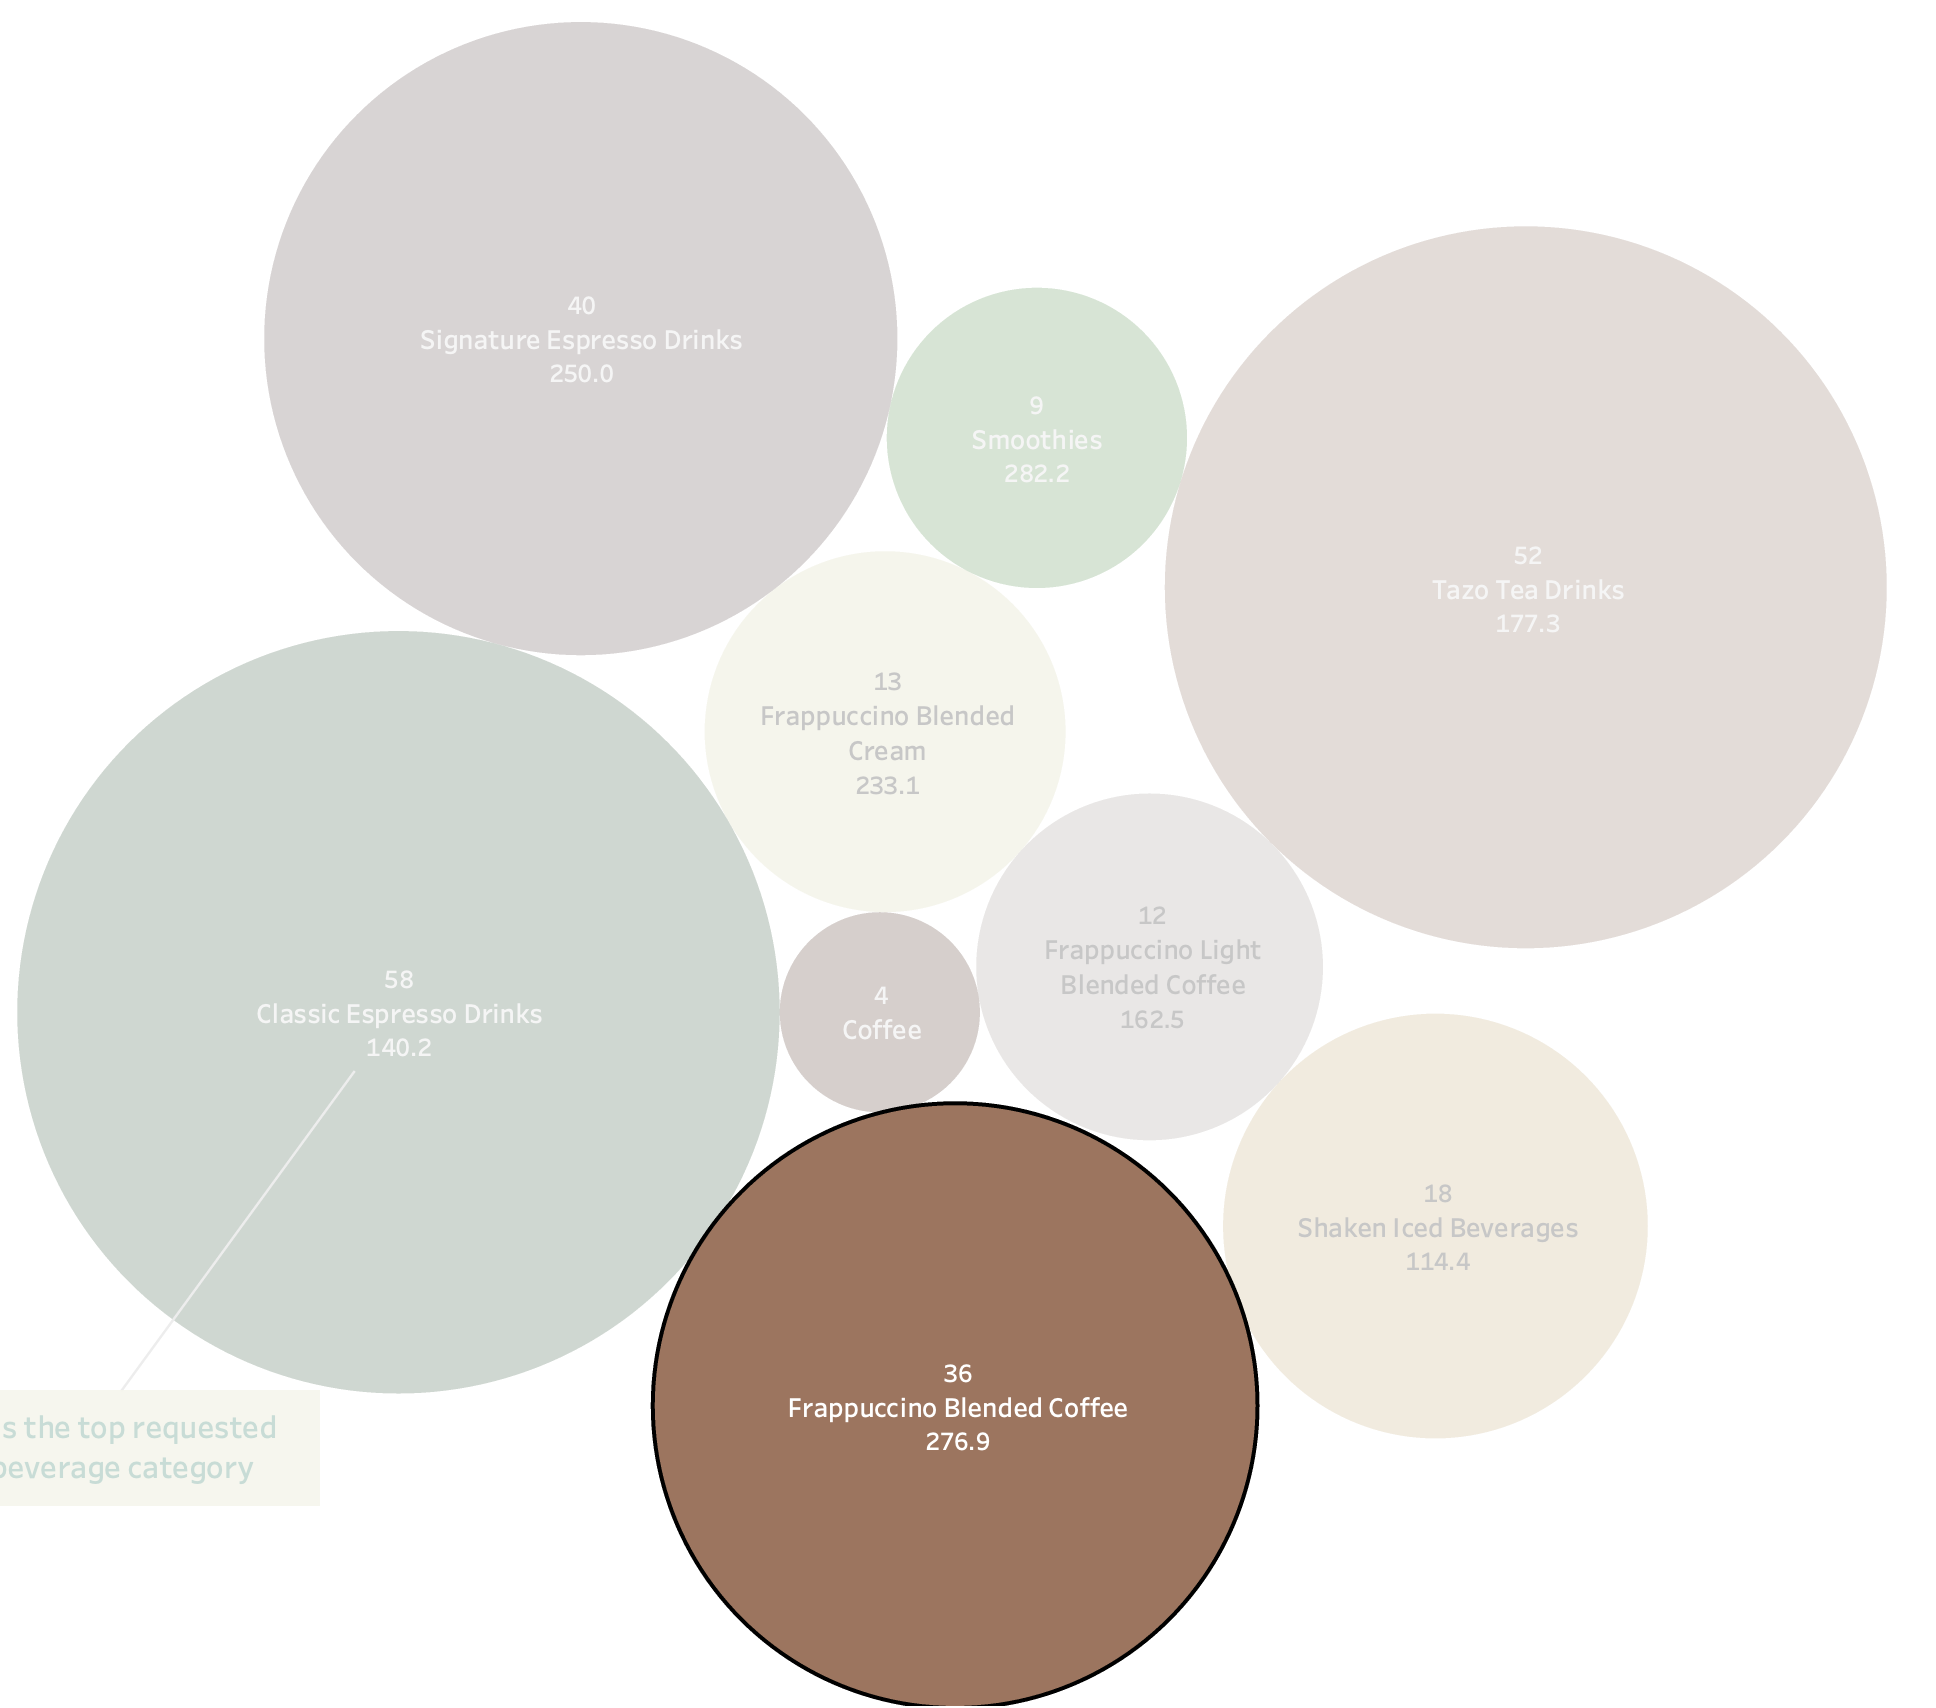 40
Signature Espresso Drinks
250.0
9
Smoothies
282.2
52
Tazo Tea Drinks
177.3
13
Frappuccino Blended
Cream
233.1
12
Frappuccino Light
Blended Coffee
162.5
58
Classic Espresso Drinks
140.2
4
Coffee
18
Shaken Iced Beverages
114.4
36
Frappuccino Blended Coffee
276.9
s the top requested
beverage category